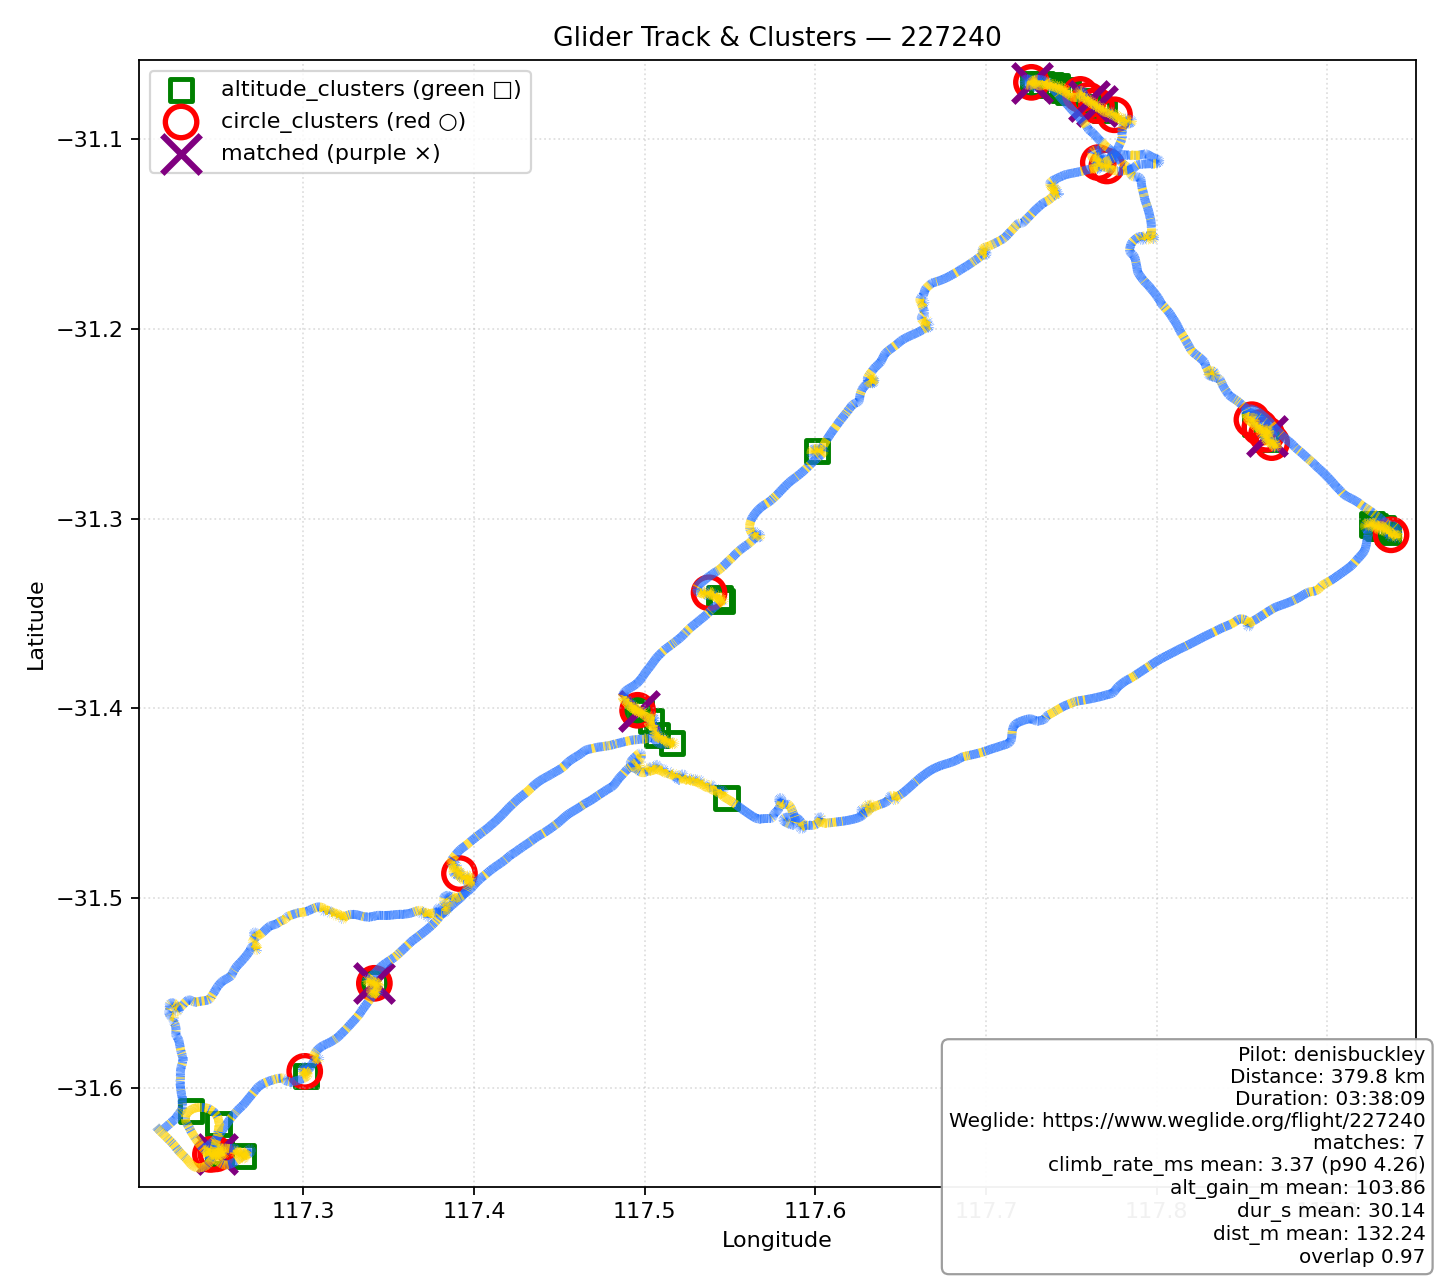 Glider Track & Clusters — 227240
altitude_clusters (green □)
circle_clusters (red ○)
matched (purple ×)
Latitude
−31.1
−31.2
−31.3
−31.4
−31.5
−31.6
117.3
117.4
117.5
117.6
117.7
117.8
Longitude
Pilot: denisbuckley
Distance: 379.8 km
Duration: 03:38:09
Weglide: https://www.weglide.org/flight/227240
matches: 7
climb_rate_ms mean: 3.37 (p90 4.26)
alt_gain_m mean: 103.86
dur_s mean: 30.14
dist_m mean: 132.24
overlap 0.97